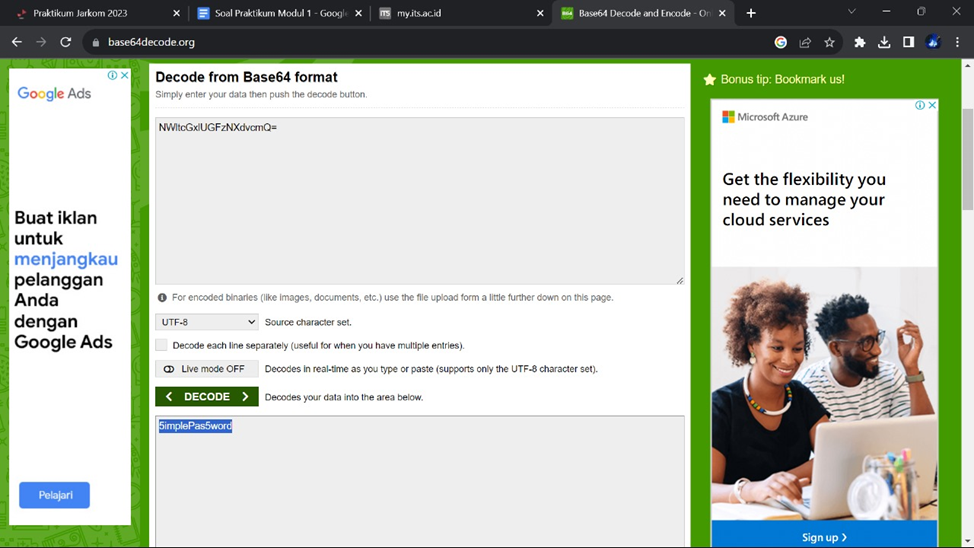 Praktikum Jarkom 2023
Soal Praktikum Modul 1 - Google
my.its.ac.id
Base64 Decode and Encode - On
base64decode.org
Google Ads
Buat iklan
untuk
menjangkau
pelanggan
Anda
dengan
Google Ads
Pelajari
Decode from Base64 format
Simply enter your data then push the decode button.
NWltcGxlUGFzNXdvcmQ=
For encoded binaries (like images, documents, etc.) use the file upload form a little further down on this page.
UTF-8 Source character set.
Decode each line separately (useful for when you have multiple entries).
Live mode OFF Decodes in real-time as you type or paste (supports only the UTF-8 character set).
< DECODE > Decodes your data into the area below.
5implePas5word
Bonus tip: Bookmark us!
Microsoft Azure
Get the flexibility you
need to manage your
cloud services
Sign up >